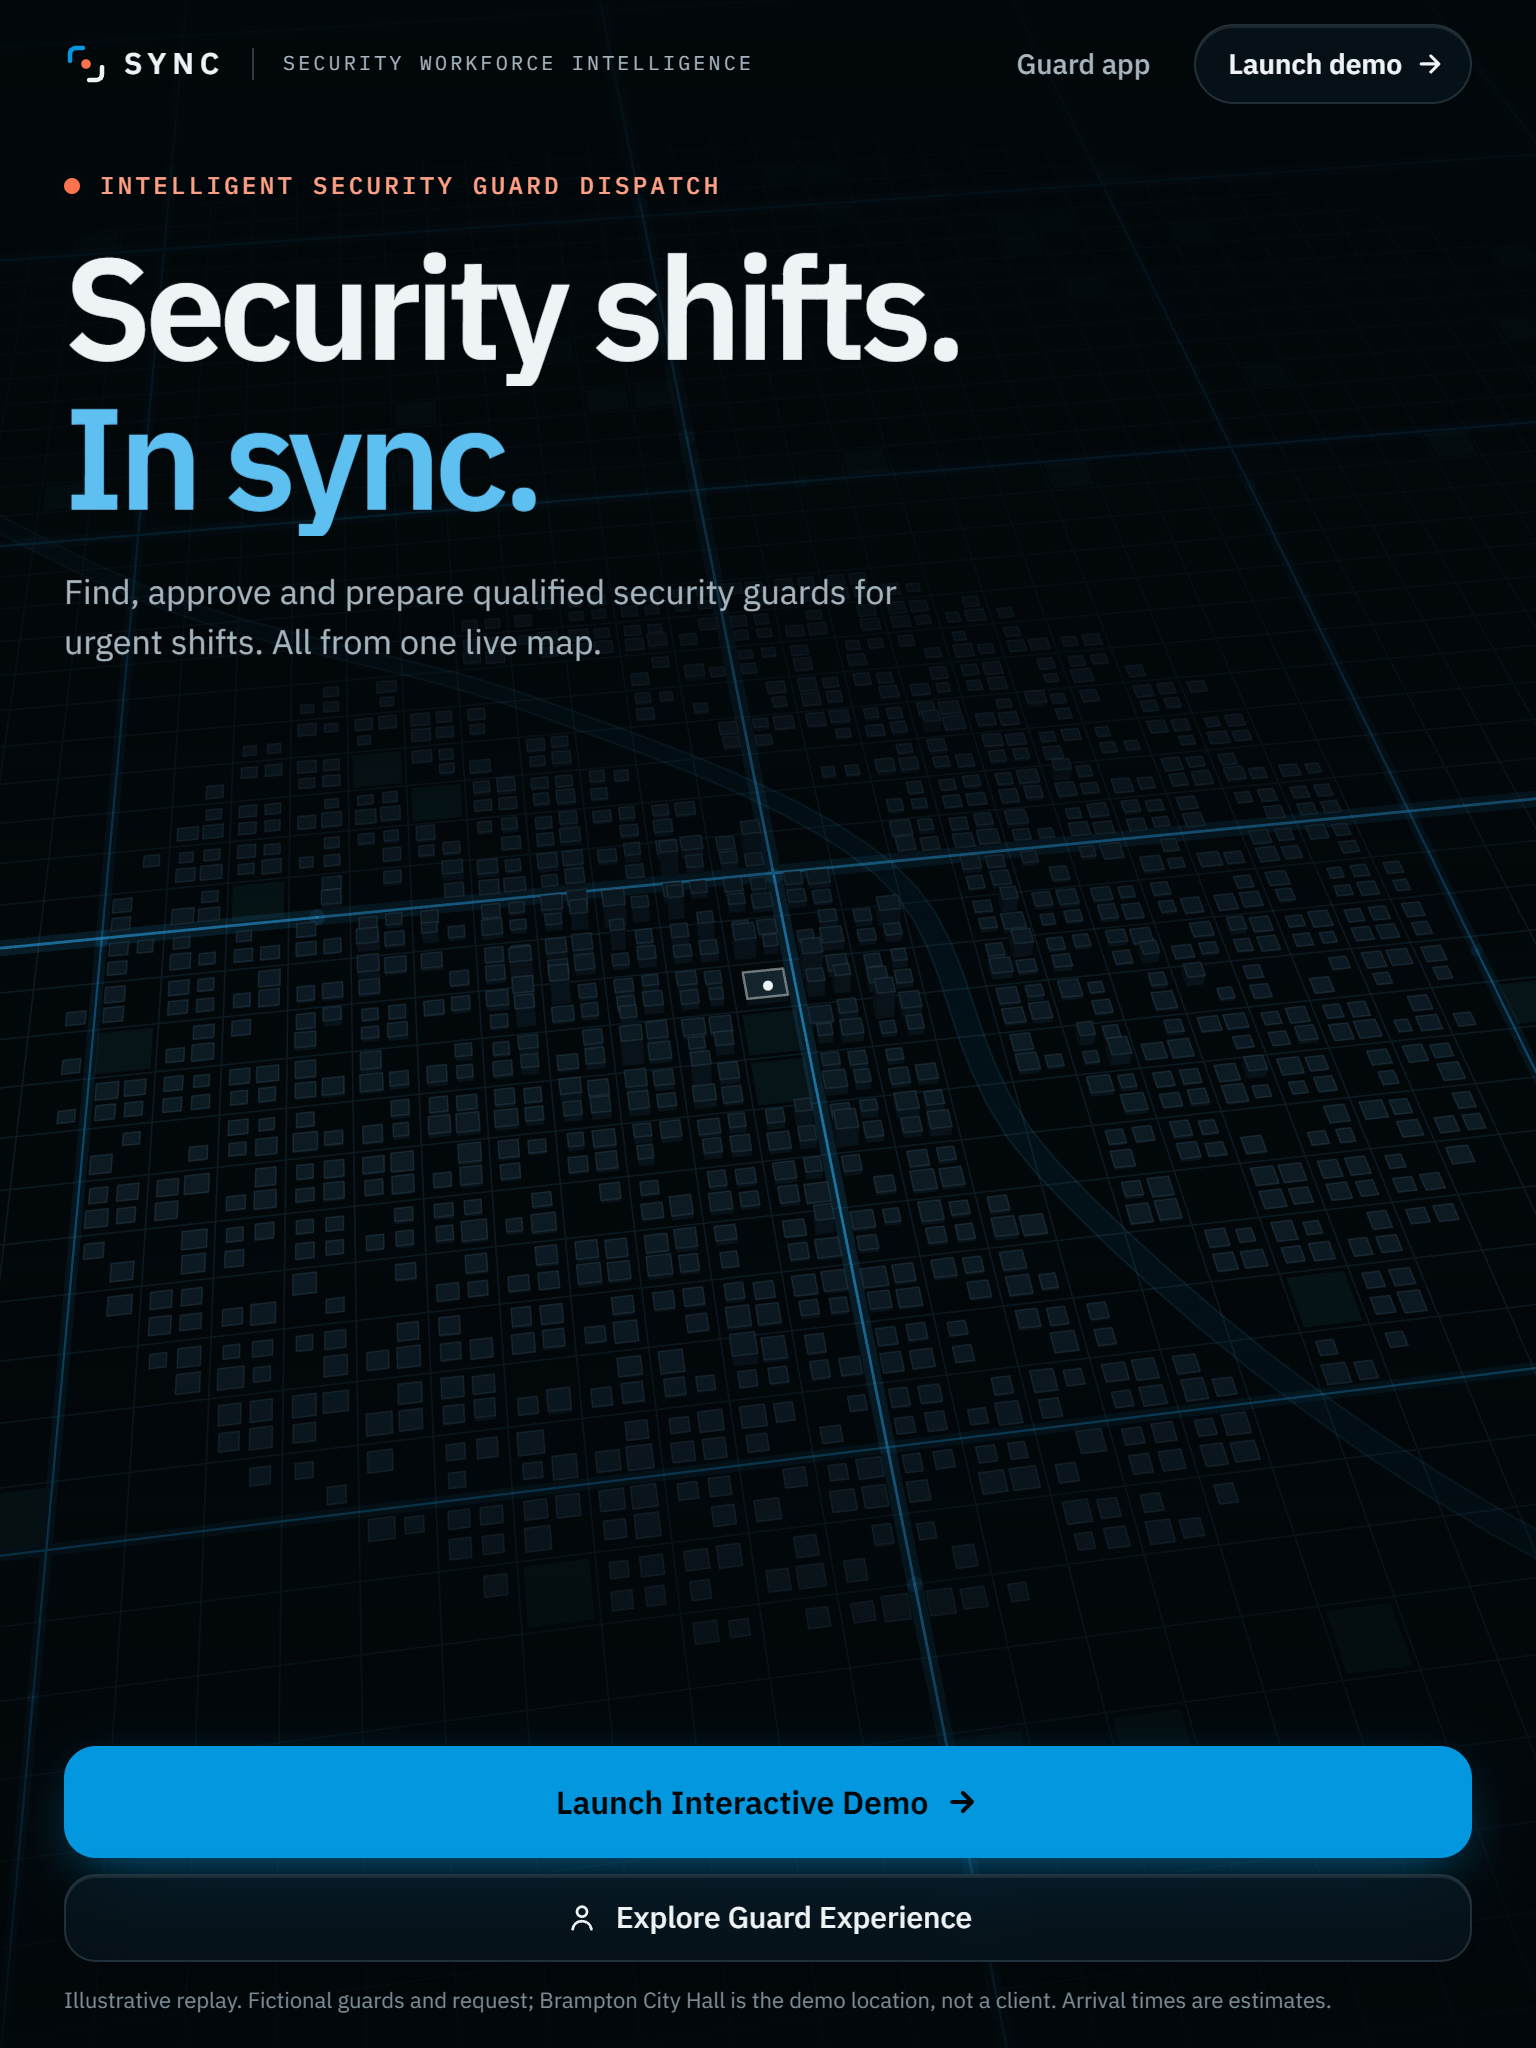 SYNC
SECURITY WORKFORCE INTELLIGENCE
Guard app
Launch demo →
INTELLIGENT SECURITY GUARD DISPATCH
Security shifts.
In sync.
Find, approve and prepare qualified security guards for
urgent shifts. All from one live map.
Launch Interactive Demo →
Explore Guard Experience
Illustrative replay. Fictional guards and request; Brampton City Hall is the demo location, not a client. Arrival times are estimates.